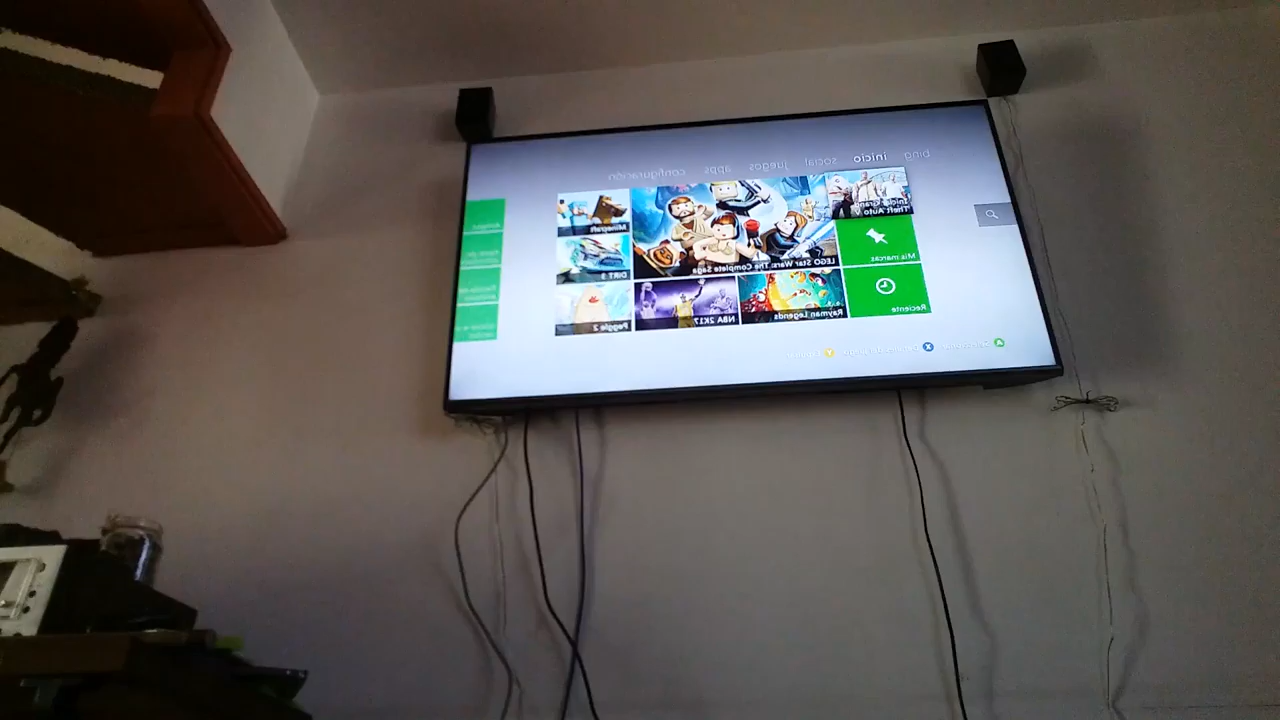 bing inicio social juegos apps configuración
Iniciar Grand
Theft Auto V
Mis marcas
Reciente
LEGO Star Wars: The Complete Saga
Rayman Legends
NBA 2K17
Minecraft
DiRT 3
Peggle 2
A
X
Y